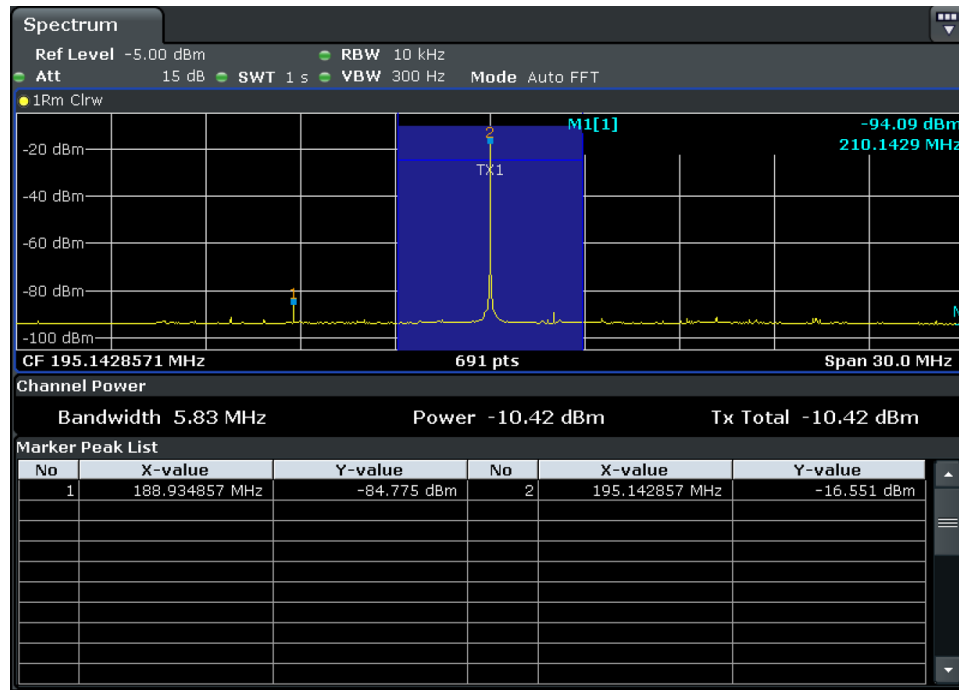 Spectrum
Ref Level -5.00 dBm RBW 10 kHz
Att 15 dB SWT 1 s VBW 300 Hz Mode Auto FFT
1Rm Clrw
M1[1] -94.09 dBm
210.1429 MHz
2
-20 dBm
TX1
-40 dBm
-60 dBm
-80 dBm
1
-100 dBm
CF 195.1428571 MHz 691 pts Span 30.0 MHz
Channel Power
Bandwidth 5.83 MHz Power -10.42 dBm Tx Total -10.42 dBm
Marker Peak List
No X-value Y-value No X-value Y-value
1 188.934857 MHz -84.775 dBm 2 195.142857 MHz -16.551 dBm